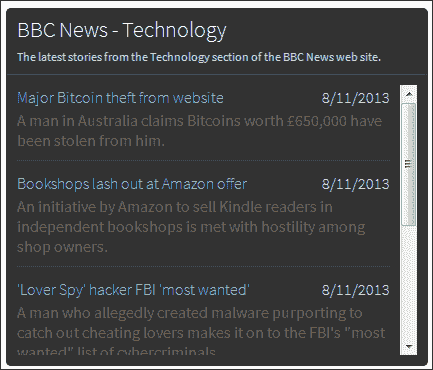 BBC News - Technology
The latest stories from the Technology section of the BBC News web site.
Major Bitcoin theft from website 8/11/2013
A man in Australia claims Bitcoins worth £650,000 have
been stolen from him.
Bookshops lash out at Amazon offer 8/11/2013
An initiative by Amazon to sell Kindle readers in
independent bookshops is met with hostility among
shop owners.
'Lover Spy' hacker FBI 'most wanted' 8/11/2013
A man who allegedly created malware purporting to
catch out cheating lovers makes it on to the FBI's "most
wanted" list of cybercriminals